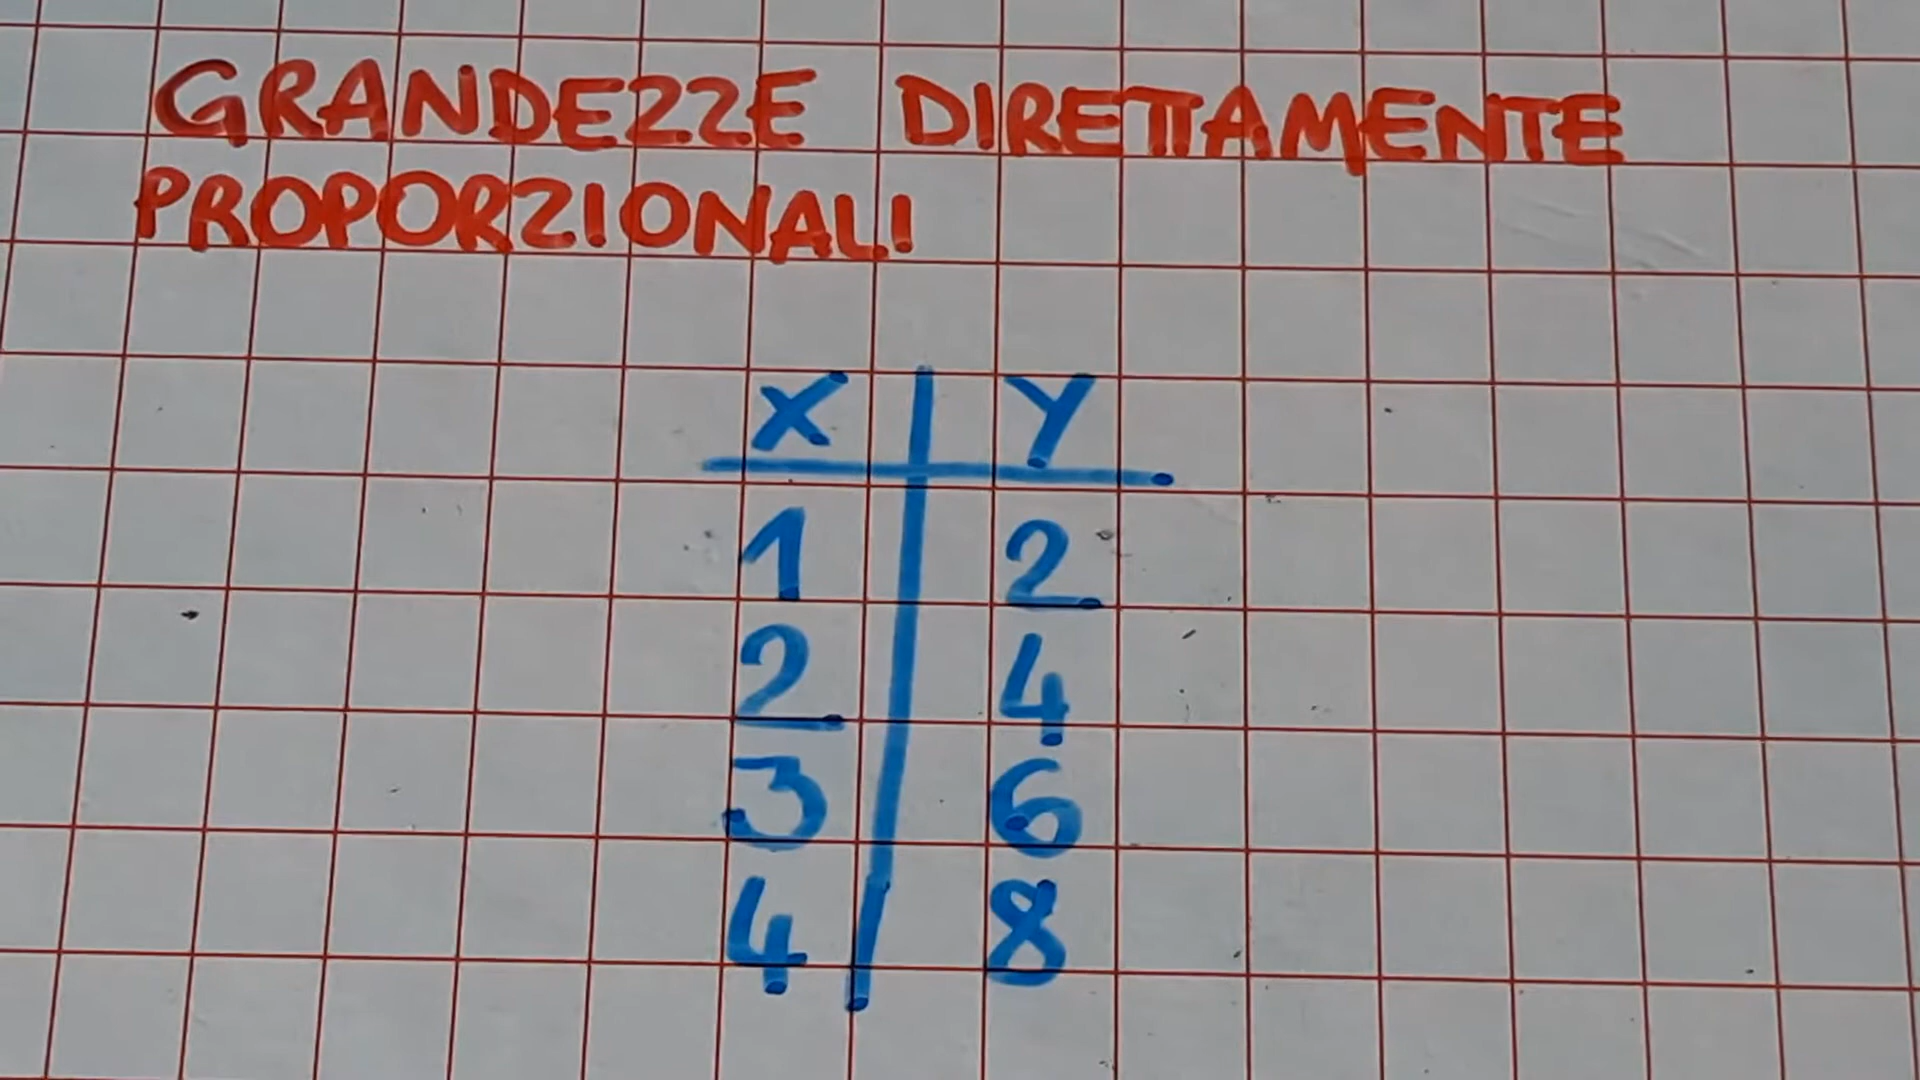 GRANDEZZE DIRETTAMENTE
PROPORZIONALI
X Y
1 2
2 4
3 6
4 8